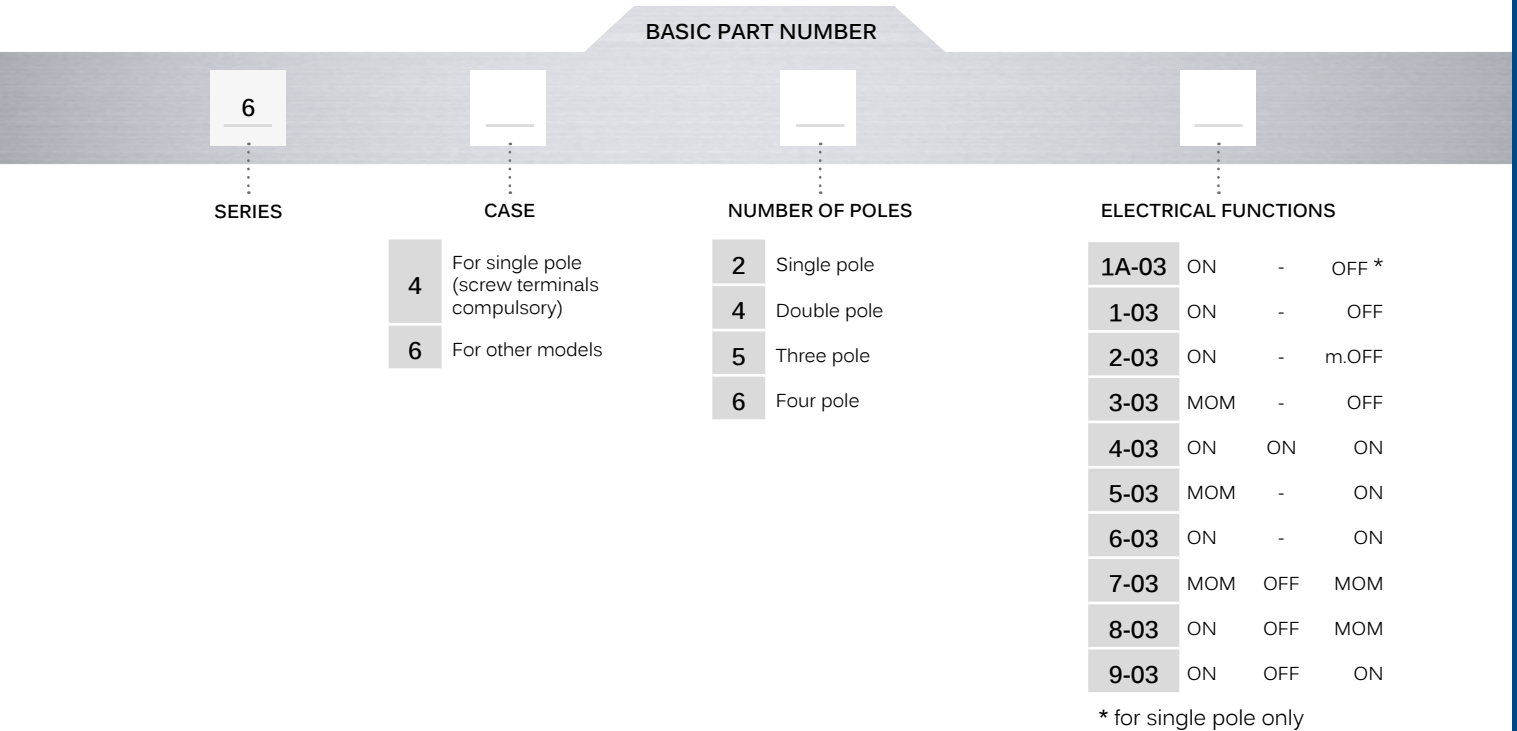 BASIC PART NUMBER
6
SERIES
CASE
NUMBER OF POLES
ELECTRICAL FUNCTIONS
4 For single pole
(screw terminals
compulsory)
6 For other models
2 Single pole
4 Double pole
5 Three pole
6 Four pole
1A-03 ON - OFF *
1-03 ON - OFF
2-03 ON - m.OFF
3-03 MOM - OFF
4-03 ON ON ON
5-03 MOM - ON
6-03 ON - ON
7-03 MOM OFF MOM
8-03 ON OFF MOM
9-03 ON OFF ON
* for single pole only